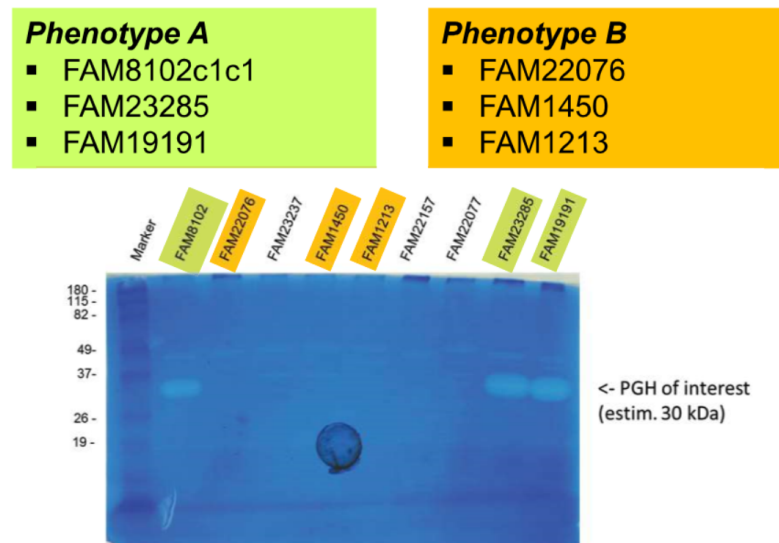 Phenotype A
▪ FAM8102c1c1
▪ FAM23285
▪ FAM19191
Phenotype B
▪ FAM22076
▪ FAM1450
▪ FAM1213
Marker
FAM8102
FAM22076
FAM23237
FAM1450
FAM1213
FAM22157
FAM22077
FAM23285
FAM19191
180 -
115 -
82 -
49-
37-
26 -
19 -
<- PGH of interest
(estim. 30 kDa)